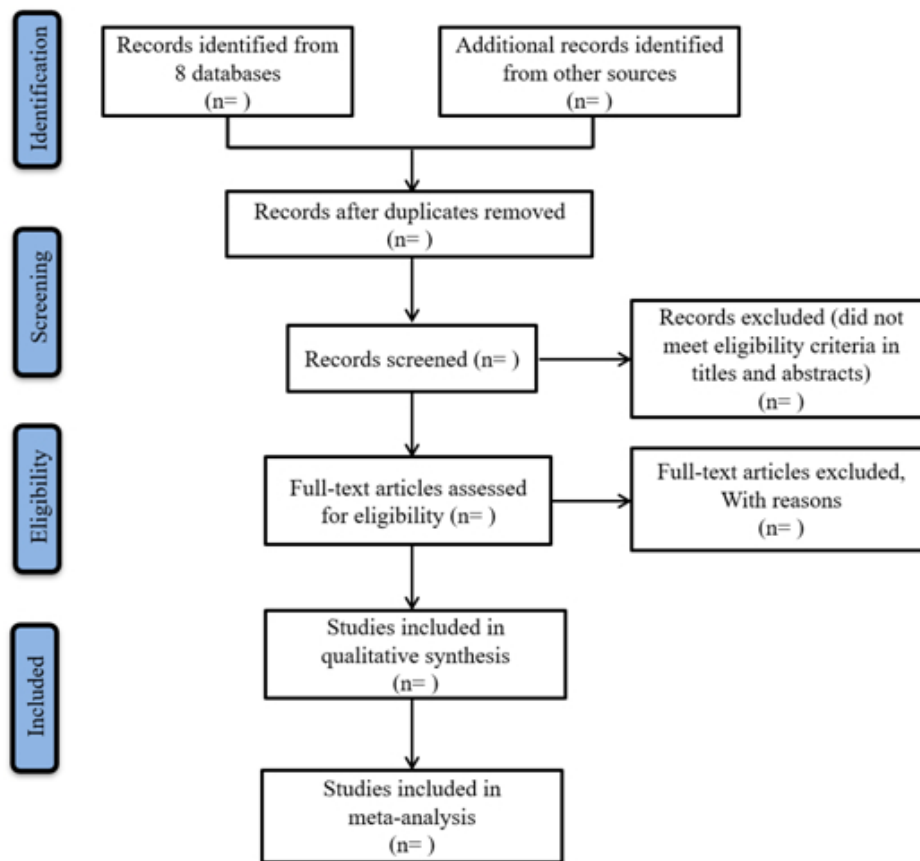 Identification
Records identified from
8 databases
(n= )
Additional records identified
from other sources
(n= )
Records after duplicates removed
(n= )
Screening
Records screened (n= )
Records excluded (did not
meet eligibility criteria in
titles and abstracts)
(n= )
Eligibility
Full-text articles assessed
for eligibility (n= )
Full-text articles excluded,
With reasons
(n= )
Included
Studies included in
qualitative synthesis
(n= )
Studies included in
meta-analysis
(n= )